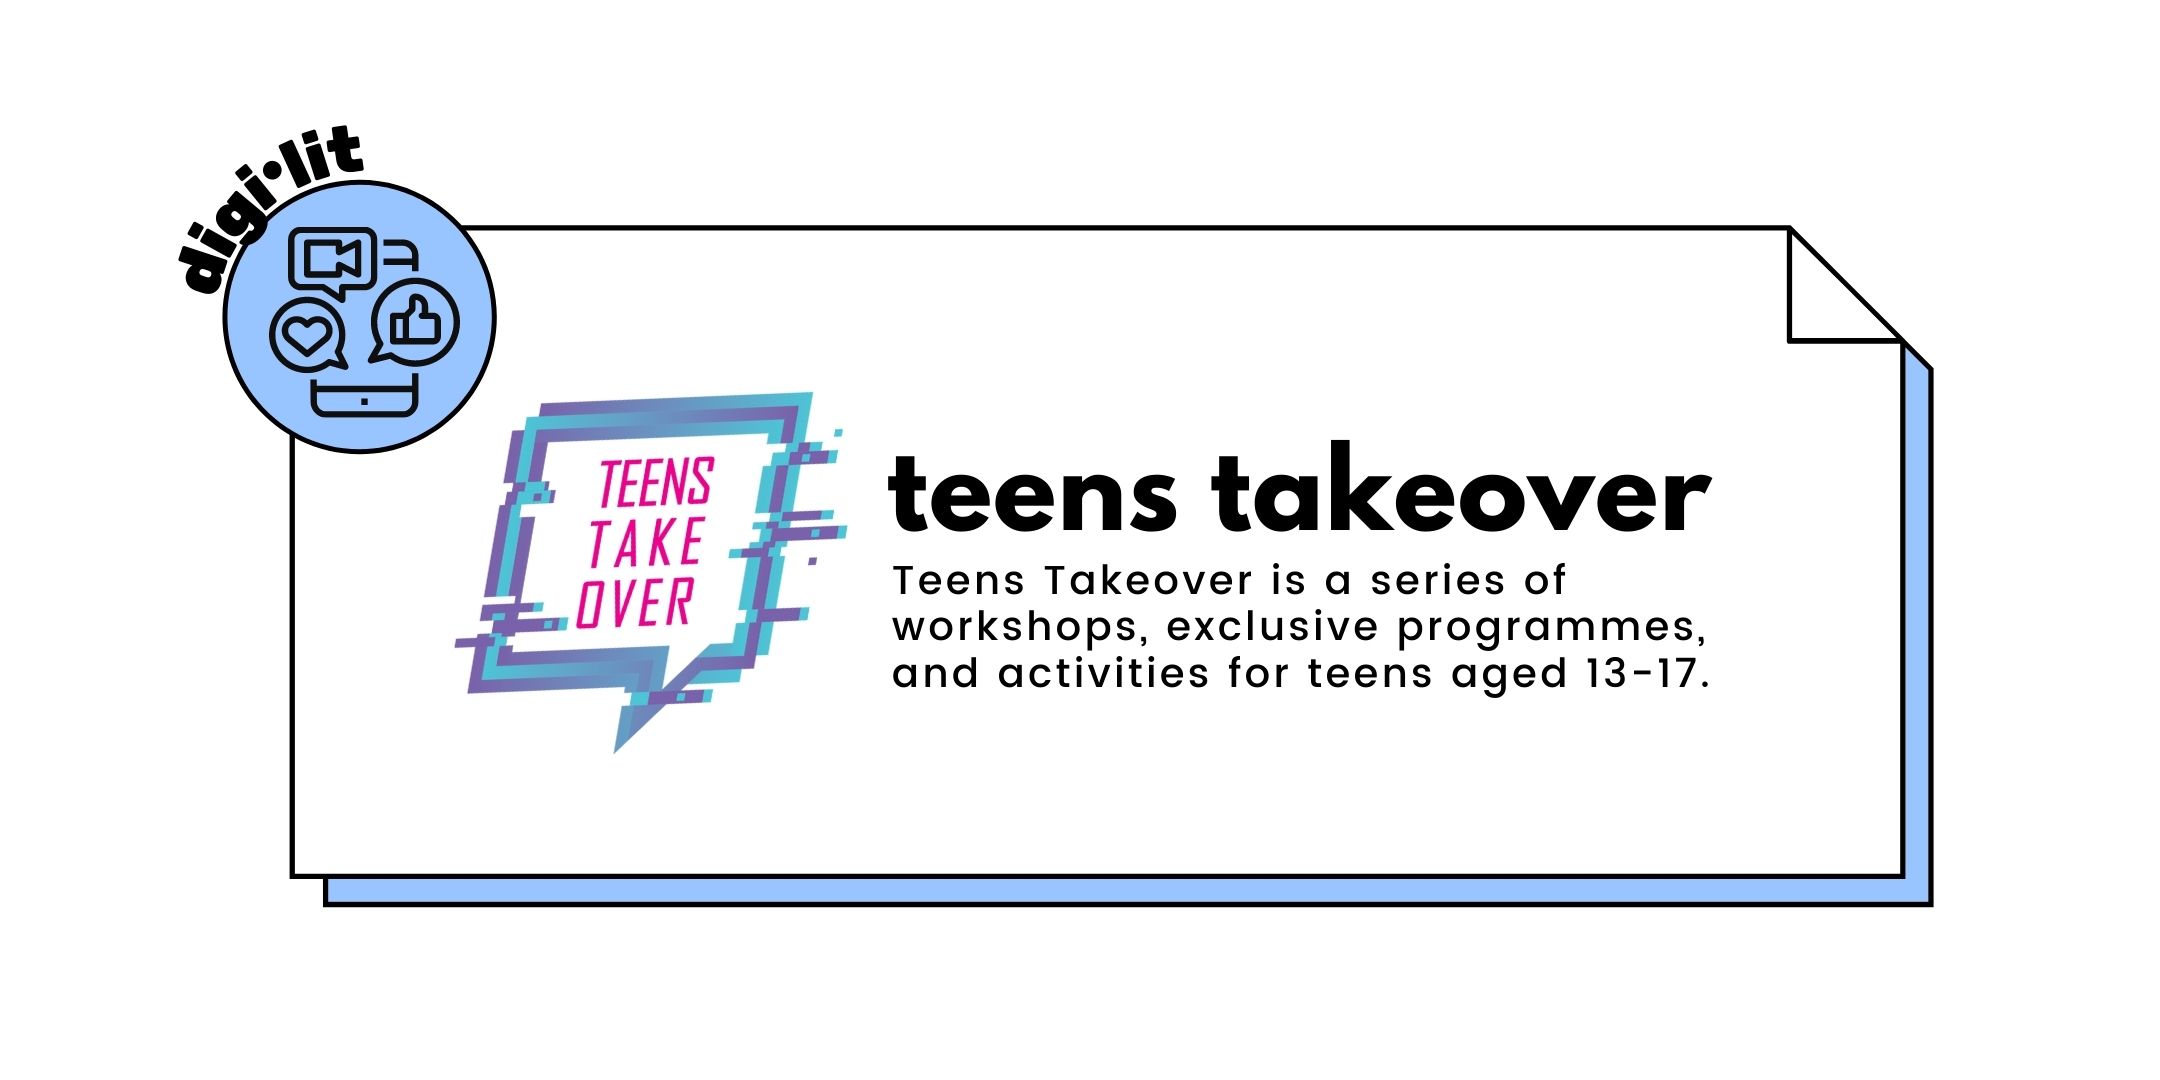 digi•lit
TEENS
TAKE
OVER
teens takeover
Teens Takeover is a series of
workshops, exclusive programmes,
and activities for teens aged 13-17.